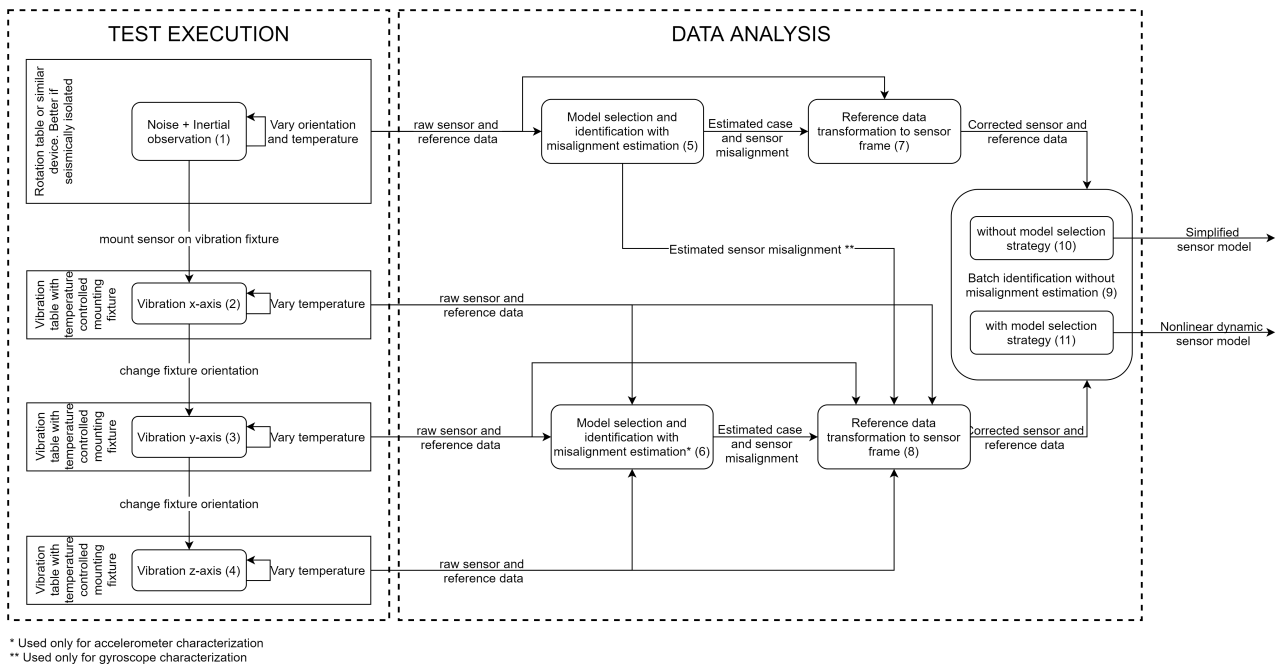 TEST EXECUTION
Rotation table or similar
device. Better if
seismically isolated
Noise + Inertial
observation (1)
Vary orientation
and temperature
mount sensor on vibration fixture
Vibration
table with
temperature
controlled
mounting
fixture
Vibration x-axis (2)
Vary temperature
change fixture orientation
Vibration
table with
temperature
controlled
mounting
fixture
Vibration y-axis (3)
Vary temperature
change fixture orientation
Vibration
table with
temperature
controlled
mounting
fixture
Vibration z-axis (4)
Vary temperature
DATA ANALYSIS
raw sensor and
reference data
Model selection and
identification with
misalignment estimation (5)
Estimated case
and sensor
misalignment
Reference data
transformation to sensor
frame (7)
Corrected sensor and
reference data
Estimated sensor misalignment **
raw sensor and
reference data
raw sensor and
reference data
Model selection and
identification with
misalignment estimation* (6)
Estimated case
and sensor
misalignment
Reference data
transformation to sensor
frame (8)
Corrected sensor and
reference data
raw sensor and
reference data
without model selection
strategy (10)
Batch identification without
misalignment estimation (9)
with model selection
strategy (11)
Simplified
sensor model
Nonlinear dynamic
sensor model
* Used only for accelerometer characterization
** Used only for gyroscope characterization